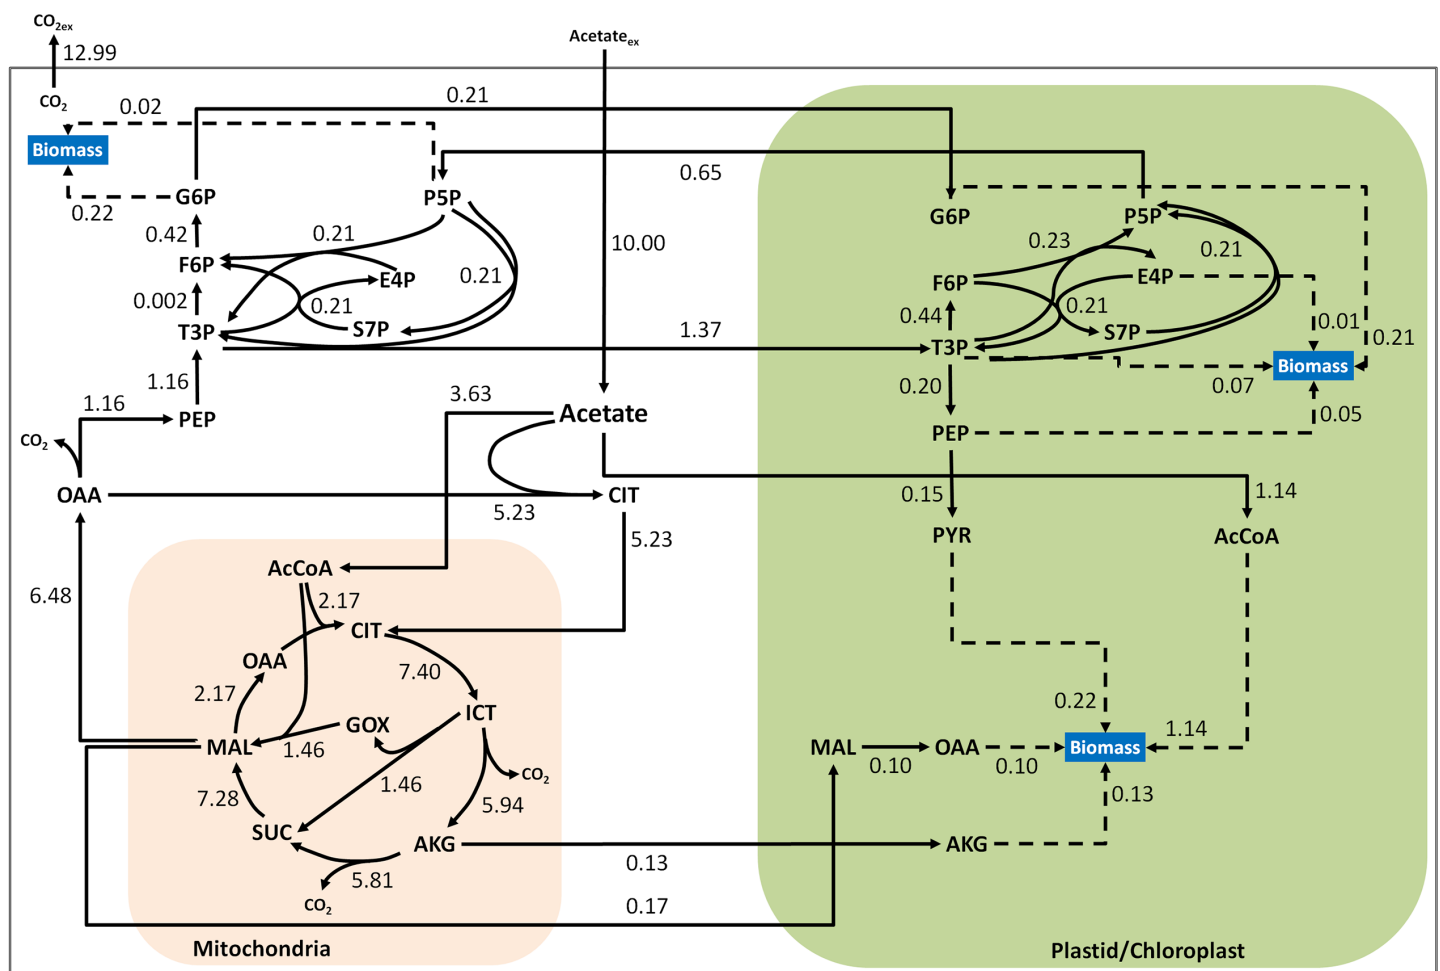 CO2ex
Acetateex
12.99
CO2
0.02
0.21
Biomass
0.65
G6P
P5P
G6P
P5P
0.22
0.42
0.21
10.00
0.23
0.21
F6P
E4P
0.21
F6P
E4P
0.002
0.21
0.21
0.44
0.01
T3P
S7P
1.37
T3P
S7P
0.21
Biomass
1.16
0.20
0.07
1.16
3.63
PEP
Acetate
0.05
CO2
PEP
OAA
CIT
0.15
1.14
5.23
5.23
PYR
AcCoA
AcCoA
6.48
2.17
CIT
OAA
7.40
2.17
0.22
ICT
GOX
1.14
MAL
1.46
MAL
OAA
Biomass
0.10
0.10
CO2
1.46
7.28
5.94
0.13
SUC
AKG
AKG
0.13
5.81
CO2
0.17
Mitochondria
Plastid/Chloroplast